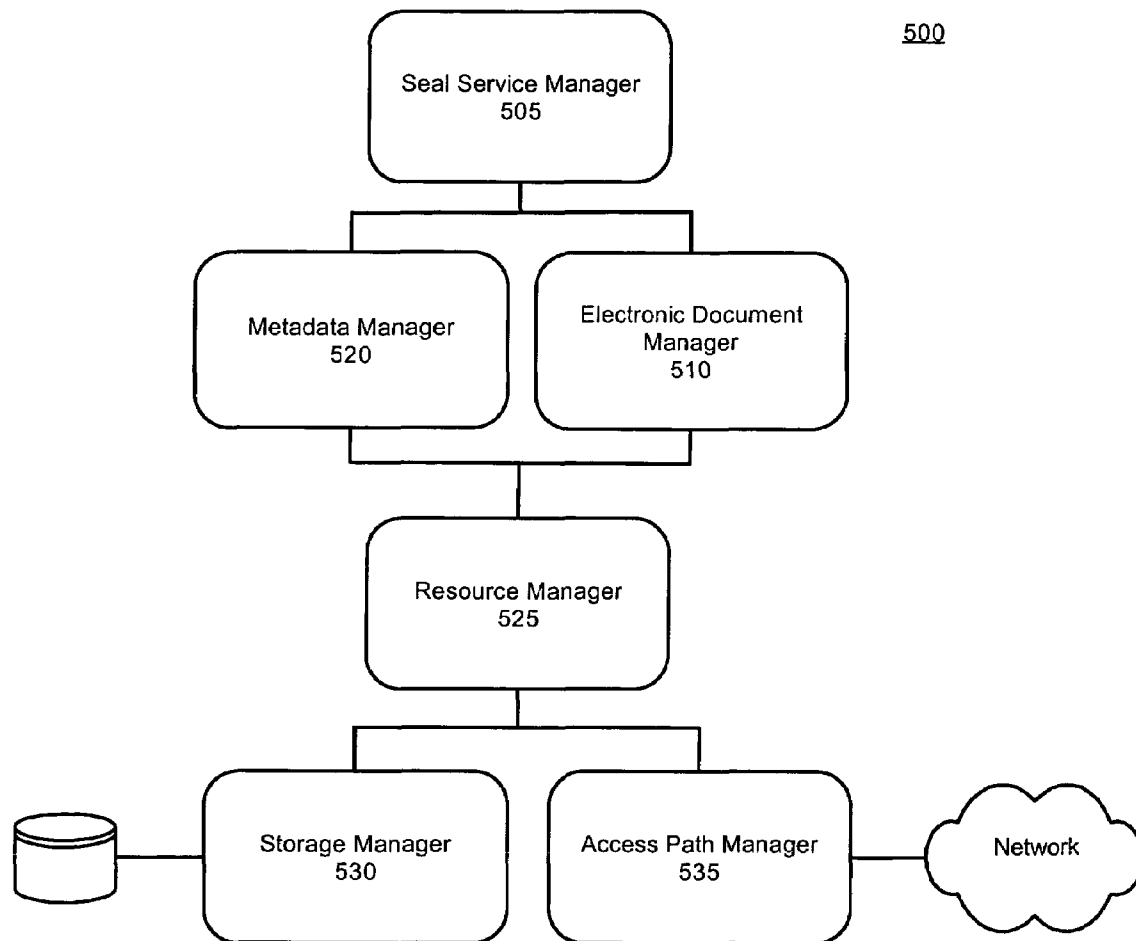 500
Seal Service Manager
505
Metadata Manager
520
Electronic Document
Manager
510
Resource Manager
525
Storage Manager
530
Access Path Manager
535
Network